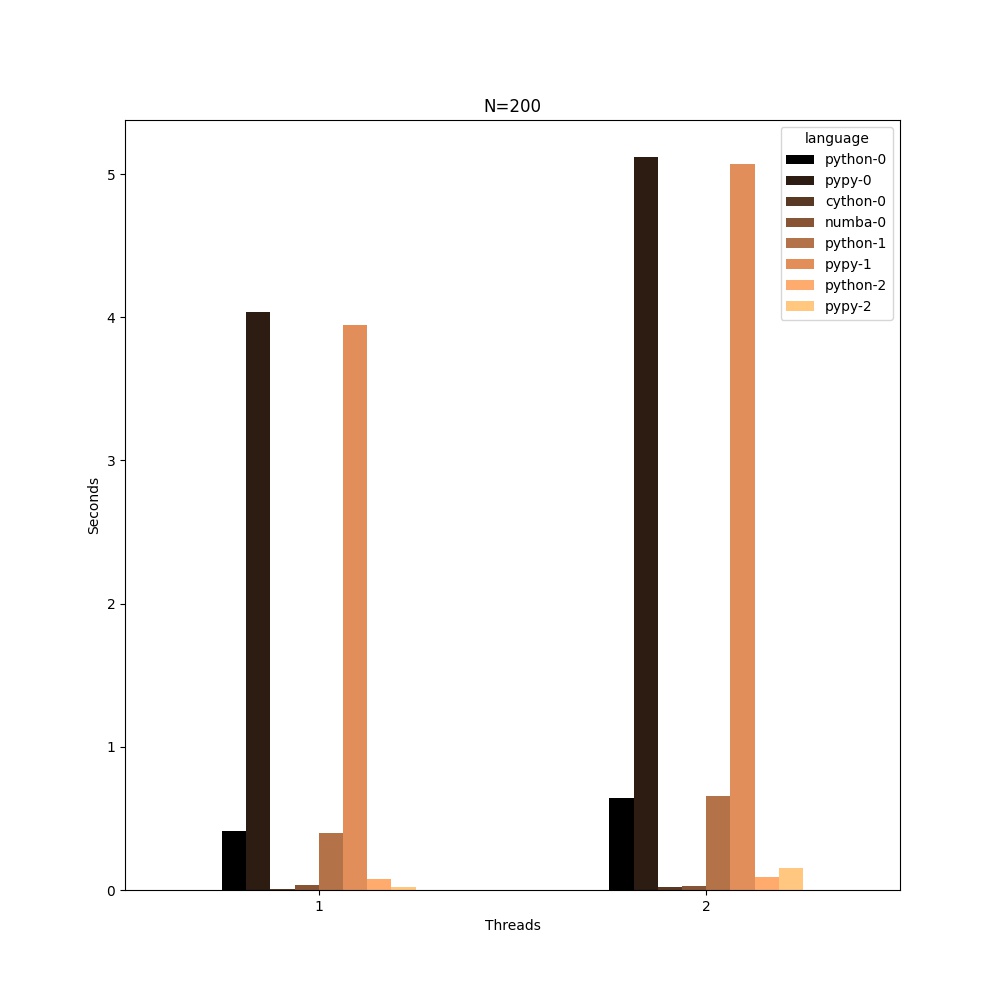 N=200
language
python-0
pypy-0
cython-0
numba-0
python-1
pypy-1
python-2
pypy-2
5
4
3
2
1
0
Seconds
1 2
Threads